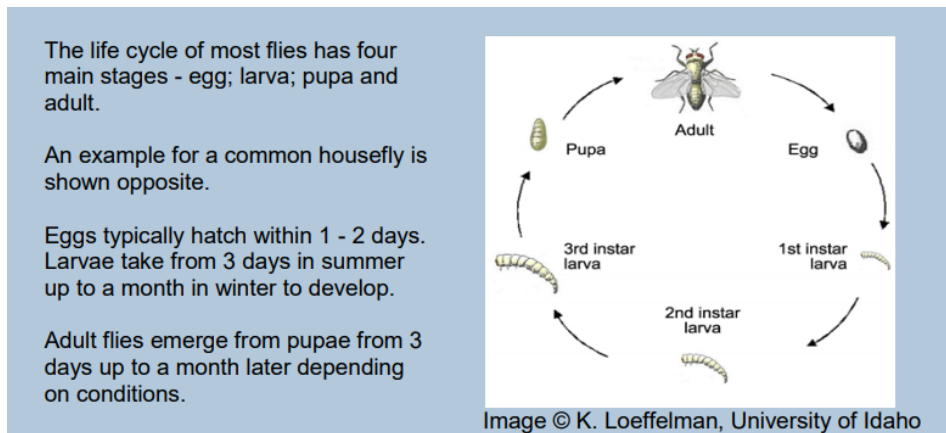 The life cycle of most flies has four
main stages - egg; larva; pupa and
adult.
An example for a common housefly is
shown opposite.
Eggs typically hatch within 1 - 2 days.
Larvae take from 3 days in summer
up to a month in winter to develop.
Adult flies emerge from pupae from 3
days up to a month later depending
on conditions.
Adult
Egg
1st instar
larva
2nd instar
larva
3rd instar
larva
Pupa
Image © K. Loeffelman, University of Idaho